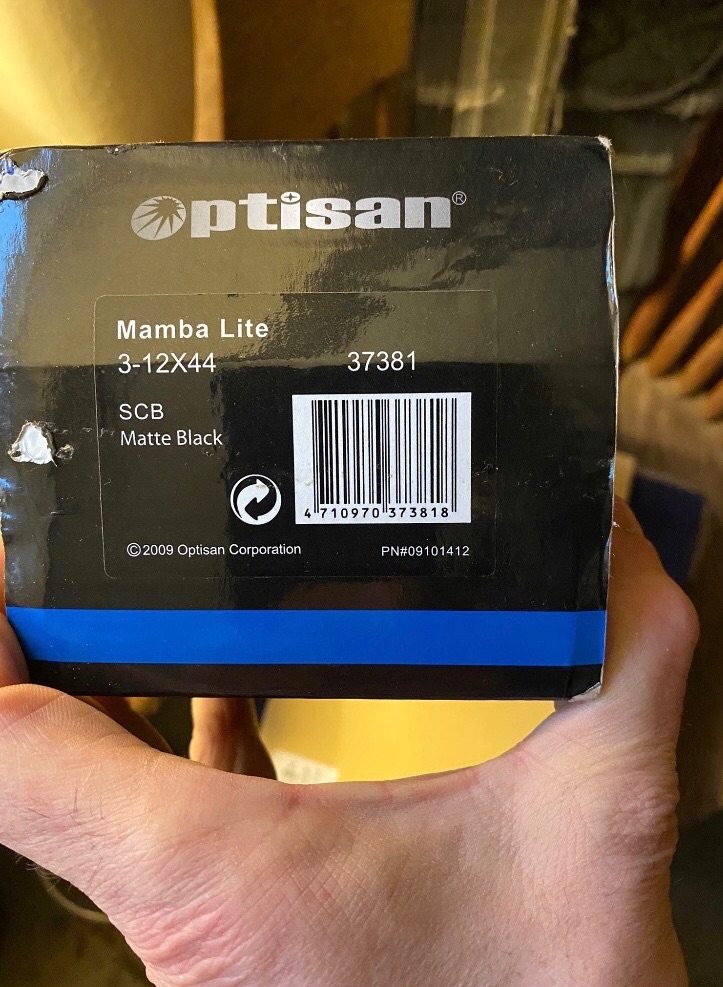 Optisan®
Mamba Lite
3-12X44 37381
SCB
Matte Black
4 710970 373818
©2009 Optisan Corporation PN#09101412